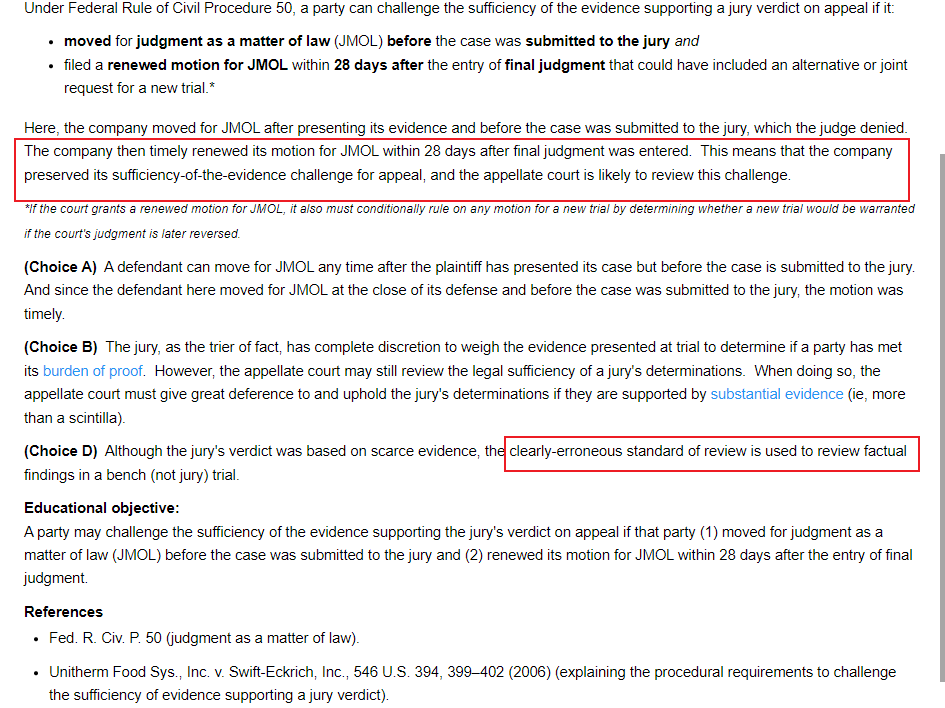 Under Federal Rule of Civil Procedure 50, a party can challenge the sufficiency of the evidence supporting a jury verdict on appeal if it:
• moved for judgment as a matter of law (JMOL) before the case was submitted to the jury and
• filed a renewed motion for JMOL within 28 days after the entry of final judgment that could have included an alternative or joint
request for a new trial.*
Here, the company moved for JMOL after presenting its evidence and before the case was submitted to the jury, which the judge denied.
The company then timely renewed its motion for JMOL within 28 days after final judgment was entered. This means that the company
preserved its sufficiency-of-the-evidence challenge for appeal, and the appellate court is likely to review this challenge.
*If the court grants a renewed motion for JMOL, it also must conditionally rule on any motion for a new trial by determining whether a new trial would be warranted
if the court's judgment is later reversed.
(Choice A) A defendant can move for JMOL any time after the plaintiff has presented its case but before the case is submitted to the jury.
And since the defendant here moved for JMOL at the close of its defense and before the case was submitted to the jury, the motion was
timely.
(Choice B) The jury, as the trier of fact, has complete discretion to weigh the evidence presented at trial to determine if a party has met
its burden of proof. However, the appellate court may still review the legal sufficiency of a jury's determinations. When doing so, the
appellate court must give great deference to and uphold the jury's determinations if they are supported by substantial evidence (ie, more
than a scintilla).
(Choice D) Although the jury's verdict was based on scarce evidence, the clearly-erroneous standard of review is used to review factual
findings in a bench (not jury) trial.
Educational objective:
A party may challenge the sufficiency of the evidence supporting the jury's verdict on appeal if that party (1) moved for judgment as a
matter of law (JMOL) before the case was submitted to the jury and (2) renewed its motion for JMOL within 28 days after the entry of final
judgment.
References
• Fed. R. Civ. P. 50 (judgment as a matter of law).
• Unitherm Food Sys., Inc. v. Swift-Eckrich, Inc., 546 U.S. 394, 399–402 (2006) (explaining the procedural requirements to challenge
the sufficiency of evidence supporting a jury verdict).